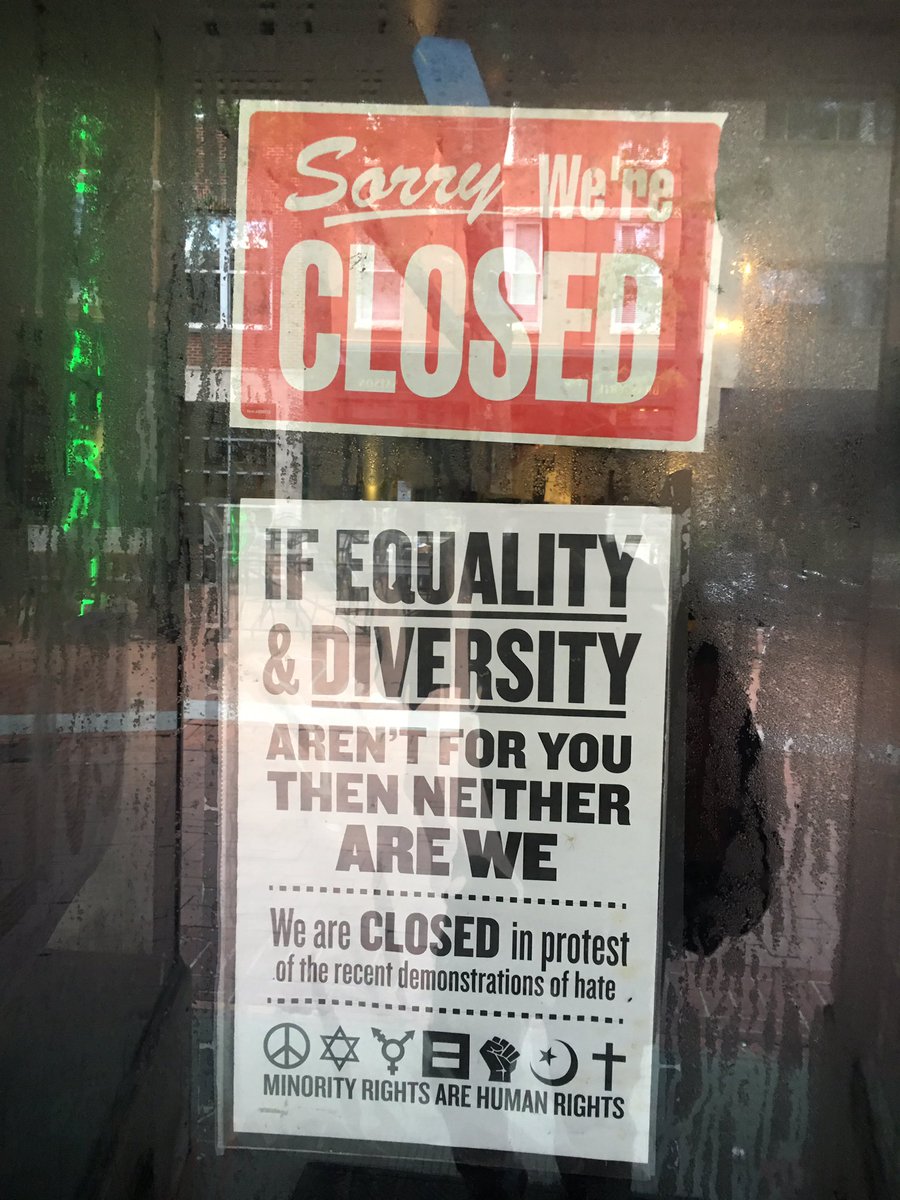 Sorry We're
CLOSED
IF EQUALITY
& DIVERSITY
AREN'T FOR YOU
THEN NEITHER
ARE WE
We are CLOSED in protest
of the recent demonstrations of hate
MINORITY RIGHTS ARE HUMAN RIGHTS